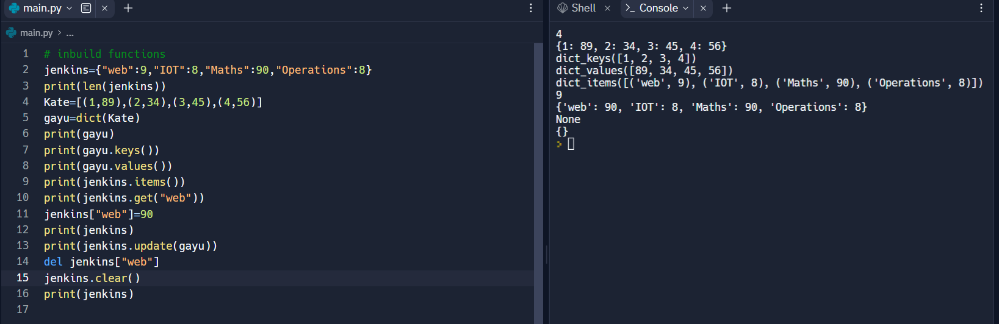 main.py
main.py > ...
1 # inbuild functions
2 jenkins={"web":9,"IOT":8,"Maths":90,"Operations":8}
3 print(len(jenkins))
4 Kate=[(1,89),(2,34),(3,45),(4,56)]
5 gayu=dict(Kate)
6 print(gayu)
7 print(gayu.keys())
8 print(gayu.values())
9 print(jenkins.items())
10 print(jenkins.get("web"))
11 jenkins["web"]=90
12 print(jenkins)
13 print(jenkins.update(gayu))
14 del jenkins["web"]
15 jenkins.clear()
16 print(jenkins)
17
Shell
Console
4
{1: 89, 2: 34, 3: 45, 4: 56}
dict_keys([1, 2, 3, 4])
dict_values([89, 34, 45, 56])
dict_items([('web', 9), ('IOT', 8), ('Maths', 90), ('Operations', 8)])
9
{'web': 90, 'IOT': 8, 'Maths': 90, 'Operations': 8}
None
{}
>